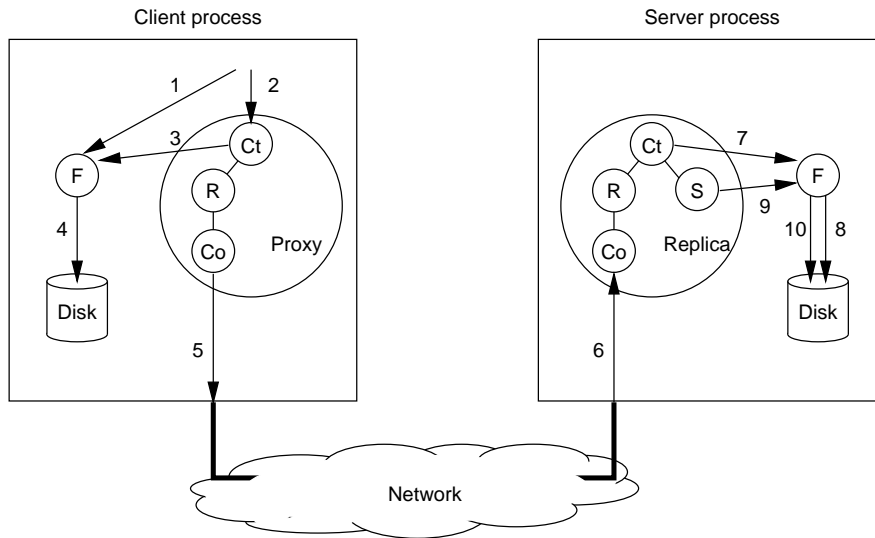 Client process
Server process
1
2
3
Ct
F
R
4
Co
Proxy
Disk
5
Ct
7
R
S
F
9
Co
Replica
10
8
Disk
6
Network